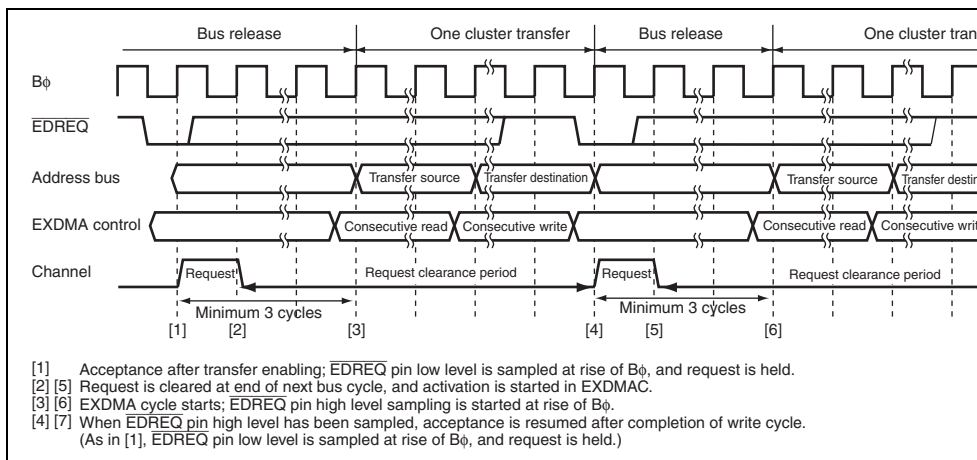 Bus release One cluster transfer Bus release One cluster tran
Bφ
EDREQ
Address bus Transfer source Transfer destination Transfer source Transfer destin
EXDMA control Consecutive read Consecutive write Consecutive read Consecutive writ
Channel Request Request clearance period Request Request clearance period
Minimum 3 cycles Minimum 3 cycles
[1] [2] [3] [4] [5] [6]
[1] Acceptance after transfer enabling; EDREQ pin low level is sampled at rise of Bφ, and request is held.
[2] [5] Request is cleared at end of next bus cycle, and activation is started in EXDMAC.
[3] [6] EXDMA cycle starts; EDREQ pin high level sampling is started at rise of Bφ.
[4] [7] When EDREQ pin high level has been sampled, acceptance is resumed after completion of write cycle.
(As in [1], EDREQ pin low level is sampled at rise of Bφ, and request is held.)